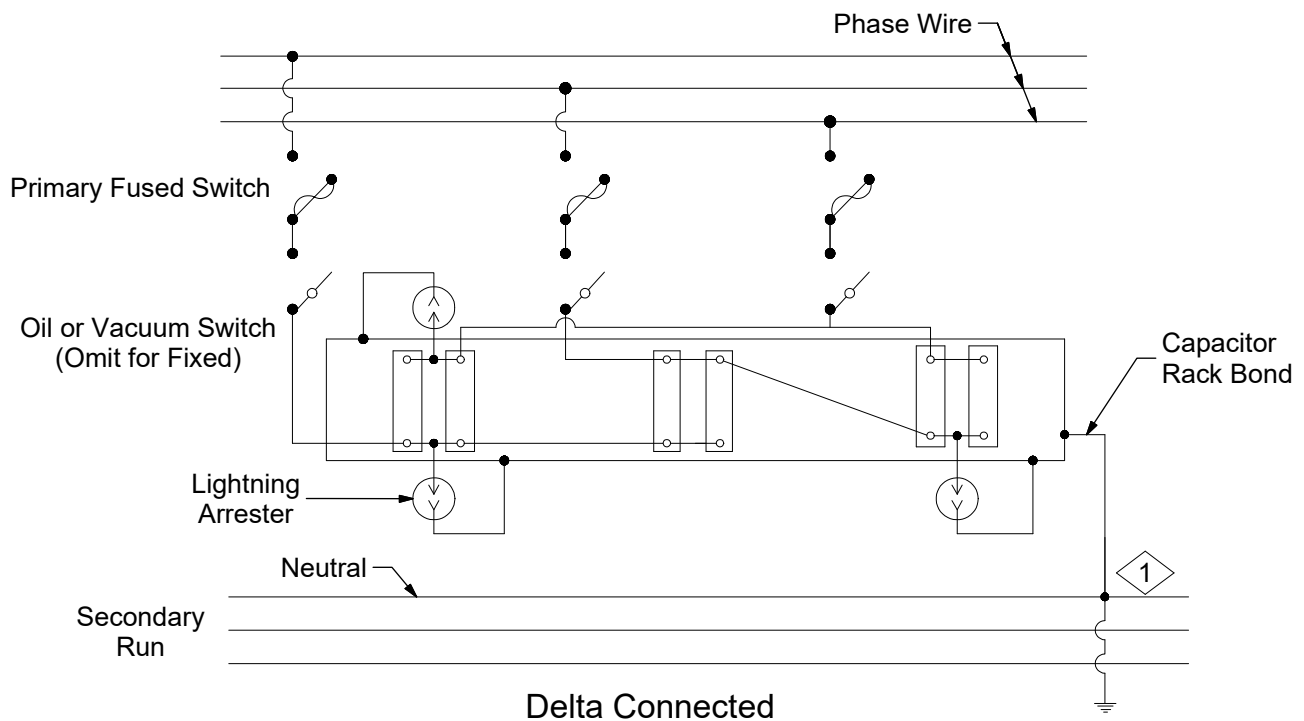 Phase Wire
Primary Fused Switch
Oil or Vacuum Switch
(Omit for Fixed)
Capacitor
Rack Bond
Lightning
Arrester
Neutral
1
Secondary
Run
Delta Connected